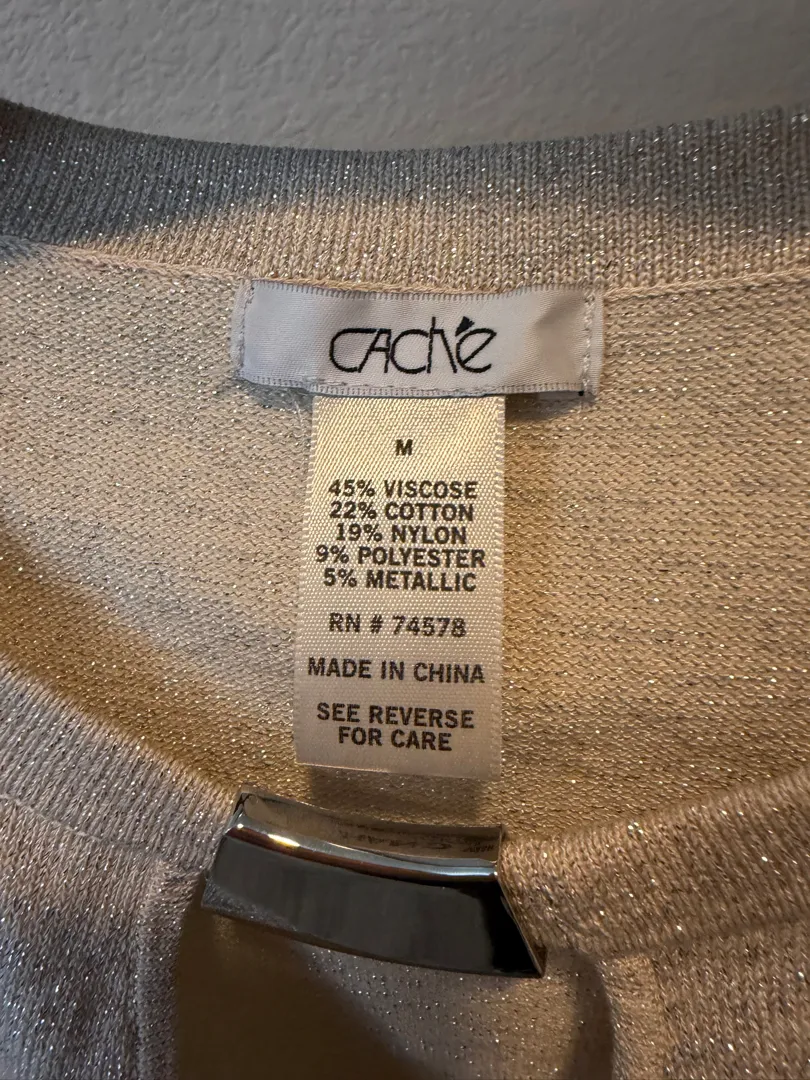 CACHÉ
M
45% VISCOSE
22% COTTON
19% NYLON
9% POLYESTER
5% METALLIC
RN # 74578
MADE IN CHINA
SEE REVERSE
FOR CARE